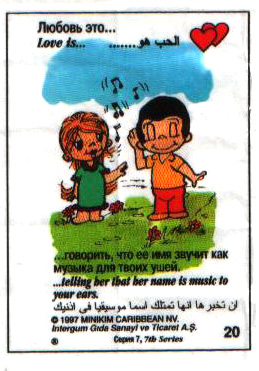 Любовь это...
Love is...   الحب هو.........
...говорить, что ее имя звучит как
музыка для твоих ушей.
...telling her that her name is music to
your ears.
ان تخبرها انها تمتلك اسما موسيقيا فى اذنيك
© 1997 MINIKIM CARIBBEAN NV.
Intergum Gıda Sanayi ve Ticaret A.Ş.
20
® Серия 7, 7th Series